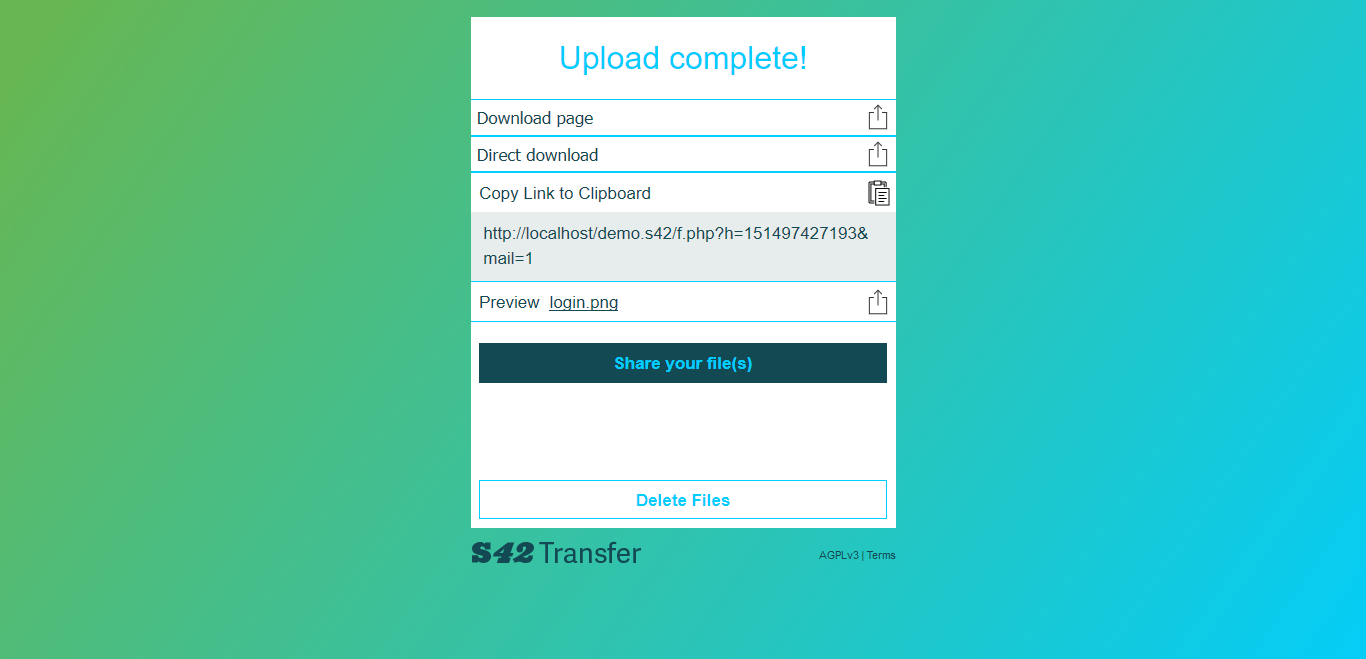 Upload complete!
Download page
Direct download
Copy Link to Clipboard
http://localhost/demo.s42/f.php?h=151497427193&
mail=1
Preview login.png
Share your file(s)
Delete Files
S42 Transfer
AGPLv3 | Terms